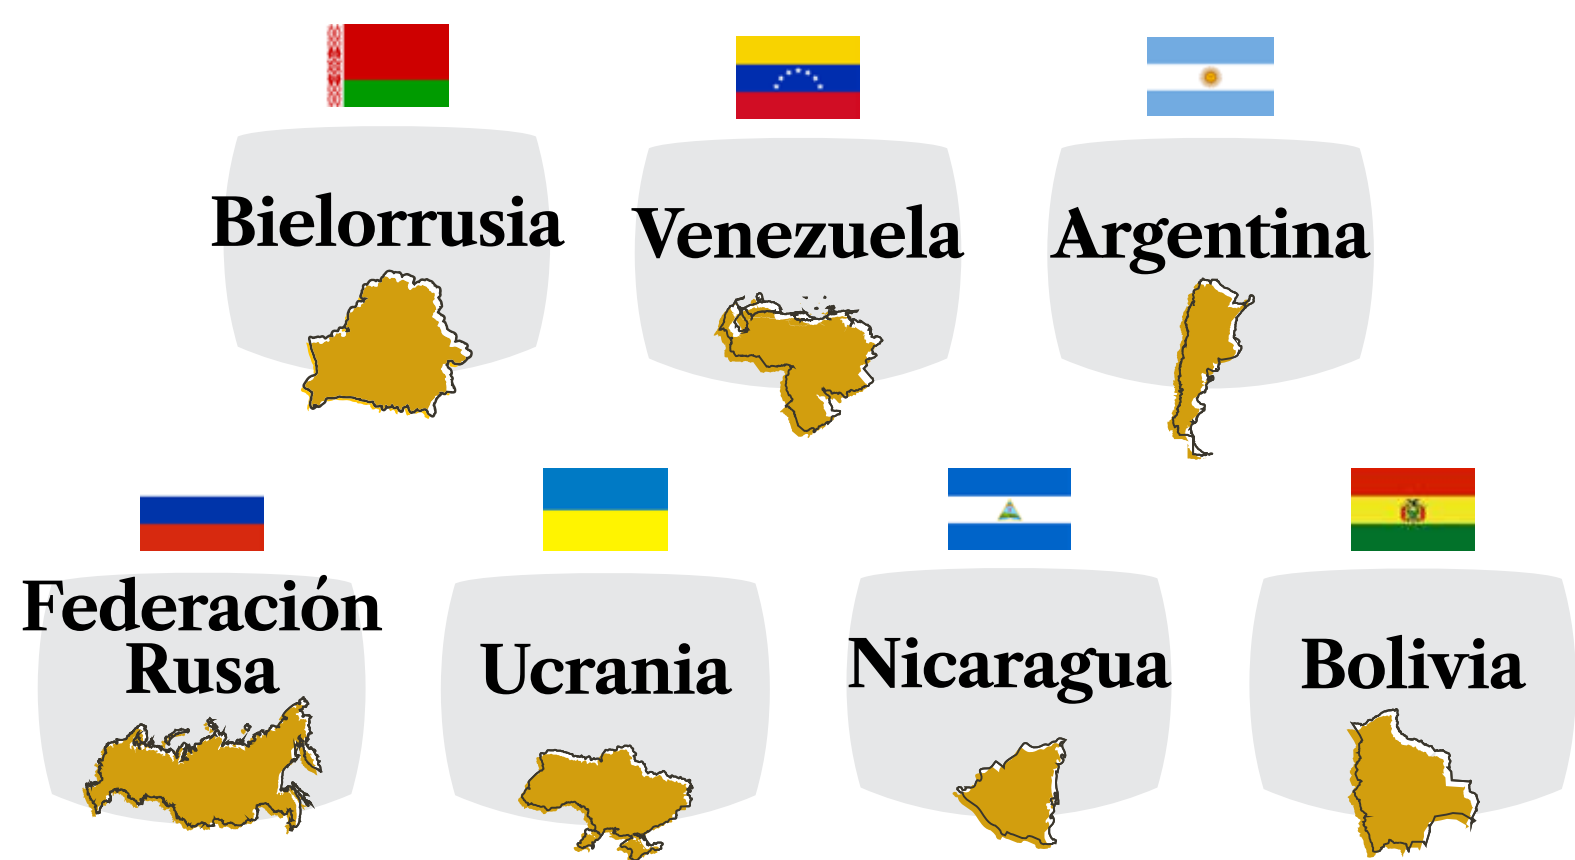 Bielorrusia
Venezuela
Argentina
Federación
Rusa
Ucrania
Nicaragua
Bolivia